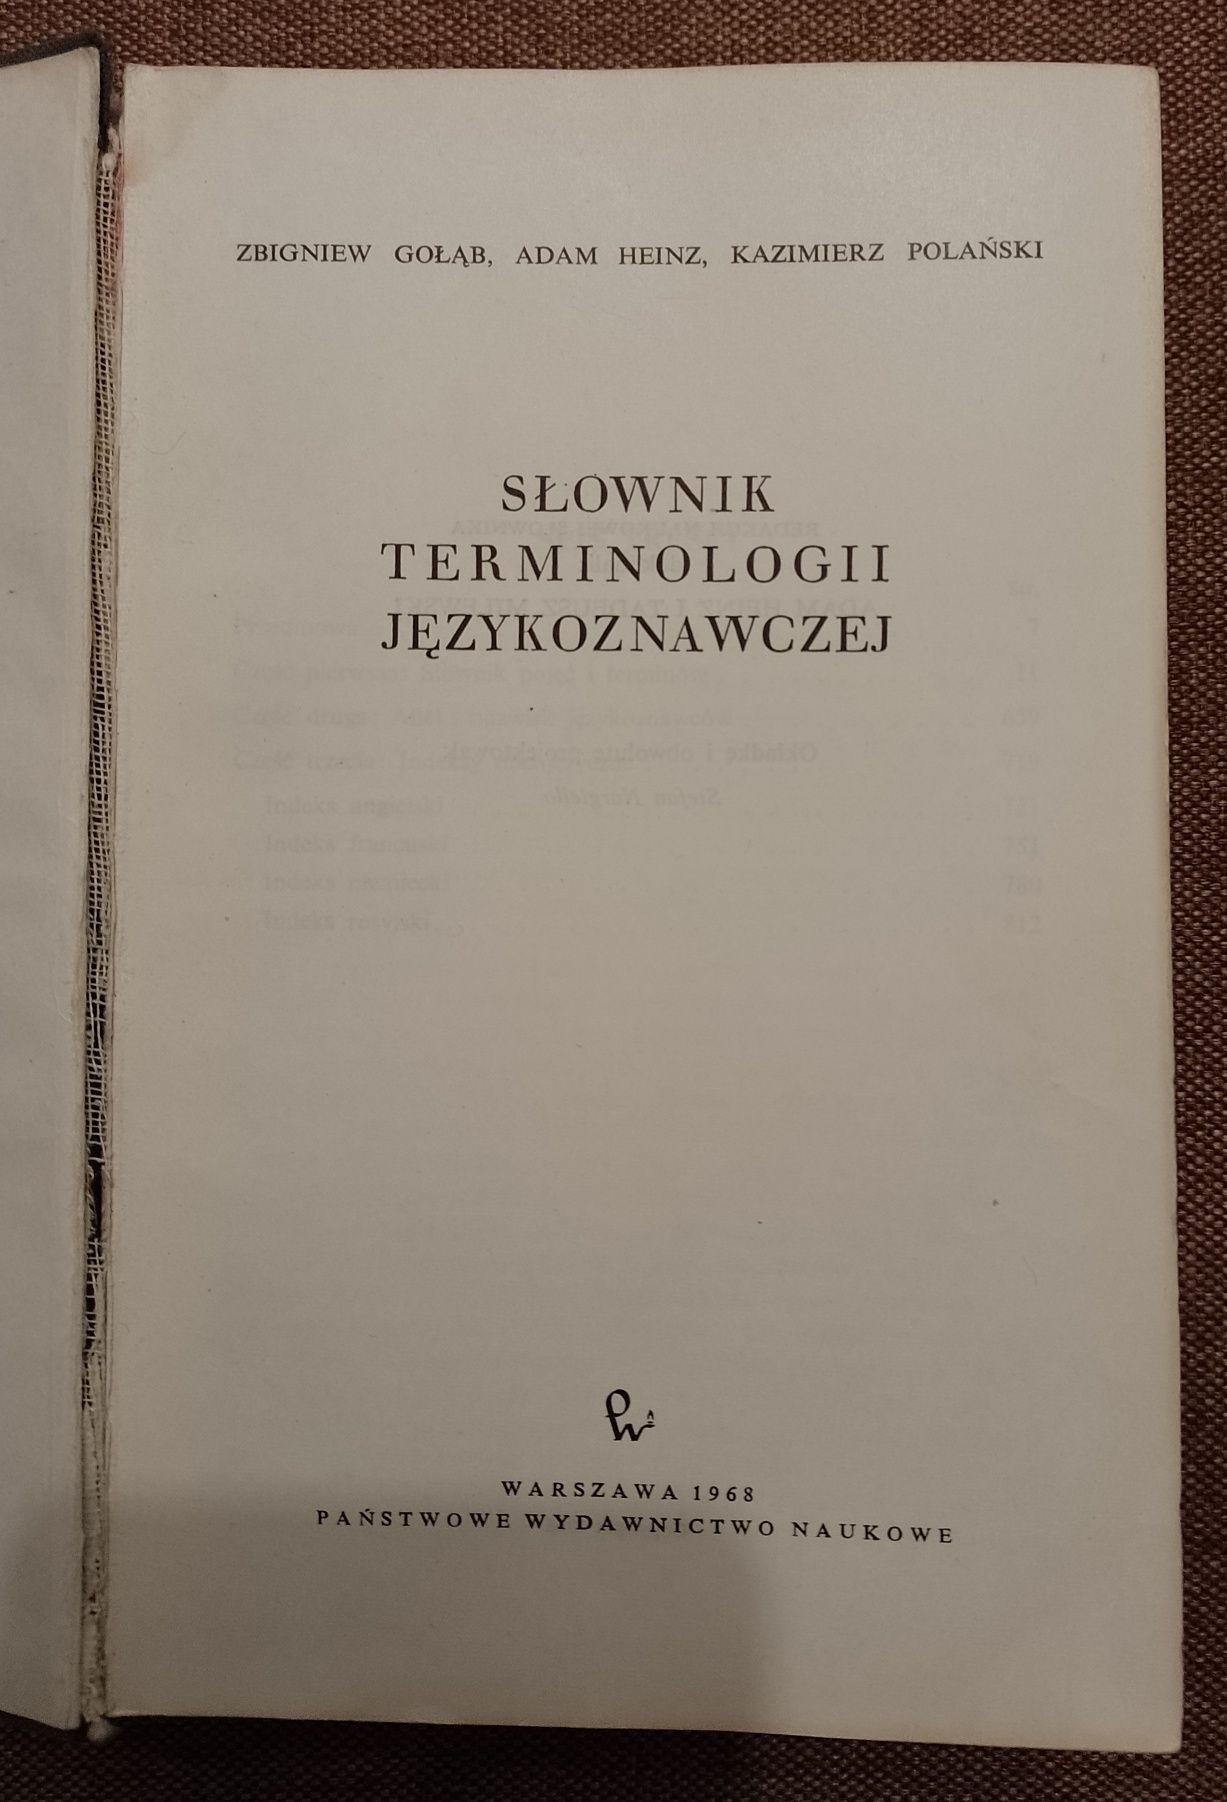 ZBIGNIEW GOŁĄB, ADAM HEINZ, KAZIMIERZ POLAŃSKI
SŁOWNIK
TERMINOLOGII
JĘZYKOZNAWCZEJ
WARSZAWA 1968
PAŃSTWOWE WYDAWNICTWO NAUKOWE